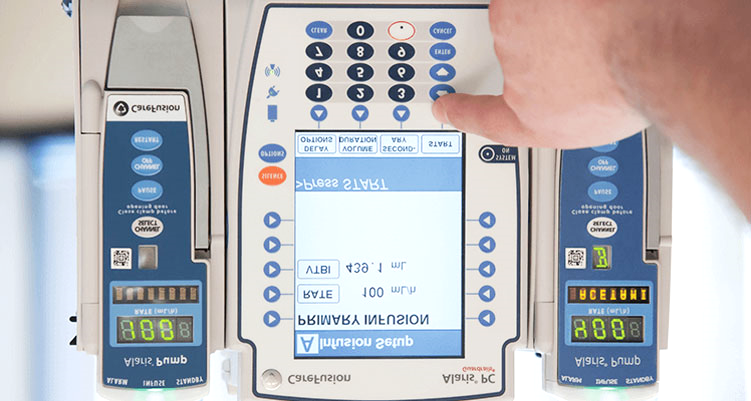 ALARM INFUSE STANDBY
Alaris® Pump
RATE (mL/h)
SELECT
CHANNEL
Close clamp before
opening door
PAUSE
CHANNEL
OFF
RESTART
CareFusion
CareFusion
Alaris® PC
Guardrails®
A Infusion Setup
PRIMARY INFUSION
RATE 100 mL/h
VTBI 439.1 mL
>Press START
DELAY
OPTIONS
VOLUME
DURATION
SECOND-
ARY
START
SILENCE
OPTIONS
SYSTEM
ON
1 2 3
4 5 6
7 8 9 ENTER
CLEAR 0 . CANCEL
ALARM INFUSE STANDBY
Alaris® Pump
RATE (mL/h)
ACETAMI
B
SELECT
CHANNEL
Close clamp before
opening door
PAUSE
CHANNEL
OFF